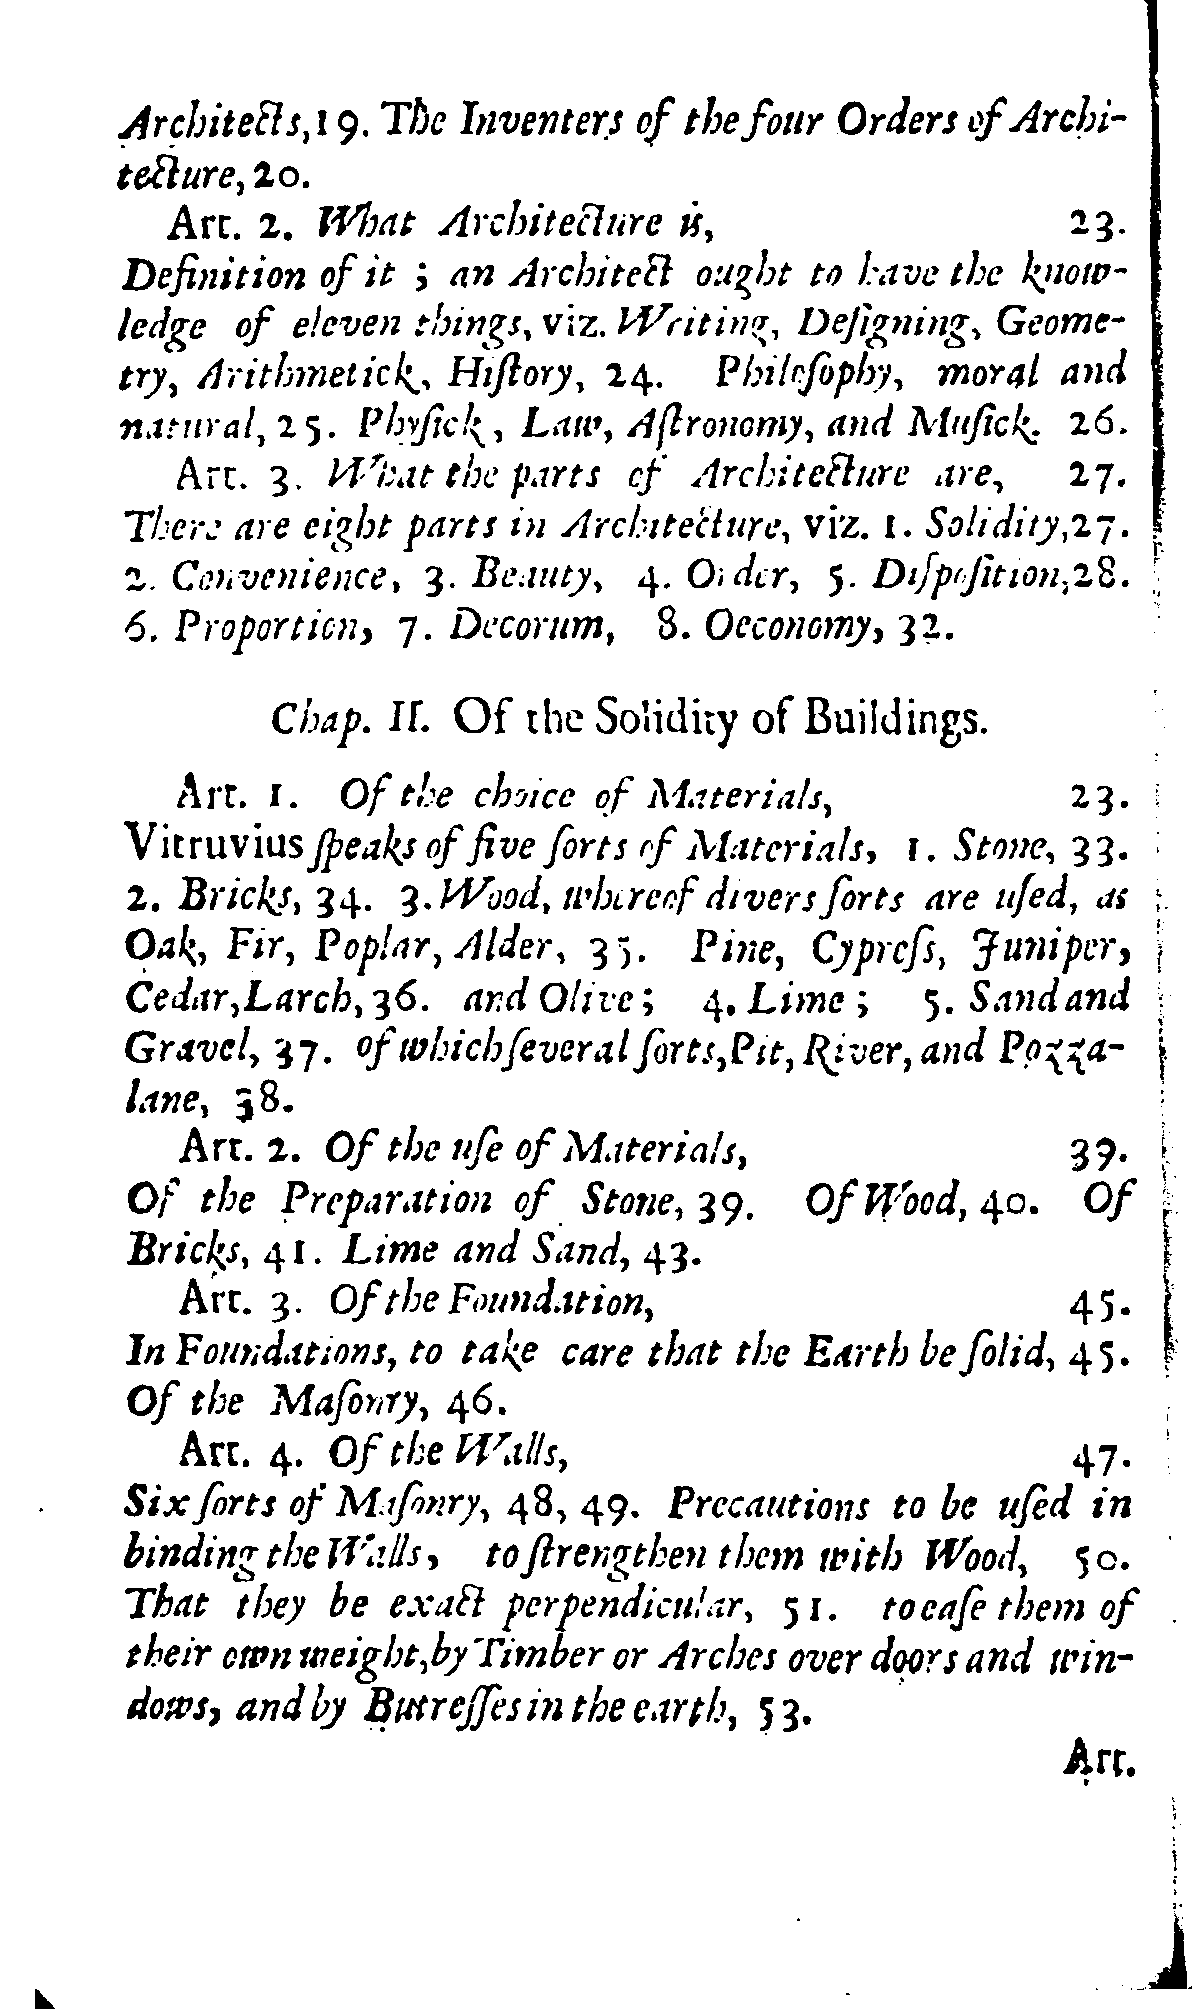 Architects,19. The Inventers of the four Orders of Archi-
tecture, 20.
Art. 2. What Architecture is, 23.
Definition of it ; an Architect ought to have the know-
ledge of eleven things, viz. Writing, Deſigning, Geome-
try, Arithmetick, Hiſtory, 24. Philoſophy, moral and
natural, 25. Phyſick, Law, Aſtronomy, and Muſick. 26.
Art. 3. What the parts of Architecture are, 27.
There are eight parts in Architecture, viz. 1. Solidity,27.
2. Convenience, 3. Beauty, 4. Order, 5. Diſpoſition,28.
6. Proportion, 7. Decorum, 8. Oeconomy, 32.
Chap. II. Of the Solidity of Buildings.
Art. 1. Of the choice of Materials, 23.
Vitruvius ſpeaks of five ſorts of Materials, 1. Stone, 33.
2. Bricks, 34. 3. Wood, whereof divers ſorts are uſed, as
Oak, Fir, Poplar, Alder, 35. Pine, Cypreſs, Juniper,
Cedar, Larch, 36. and Olive ; 4. Lime ; 5. Sand and
Gravel, 37. of which ſeveral ſorts, Pit, River, and Pozza-
lane, 38.
Art. 2. Of the uſe of Materials, 39.
Of the Preparation of Stone, 39. Of Wood, 40. Of
Bricks, 41. Lime and Sand, 43.
Art. 3. Of the Foundation, 45.
In Foundations, to take care that the Earth be ſolid, 45.
Of the Maſonry, 46.
Art. 4. Of the Walls, 47.
Six ſorts of Maſonry, 48, 49. Precautions to be uſed in
binding the Walls, to ſtrengthen them with Wood, 50.
That they be exact perpendicular, 51. to eaſe them of
their own weight, by Timber or Arches over doors and win-
dows, and by Butreſſes in the earth, 53.
Art.